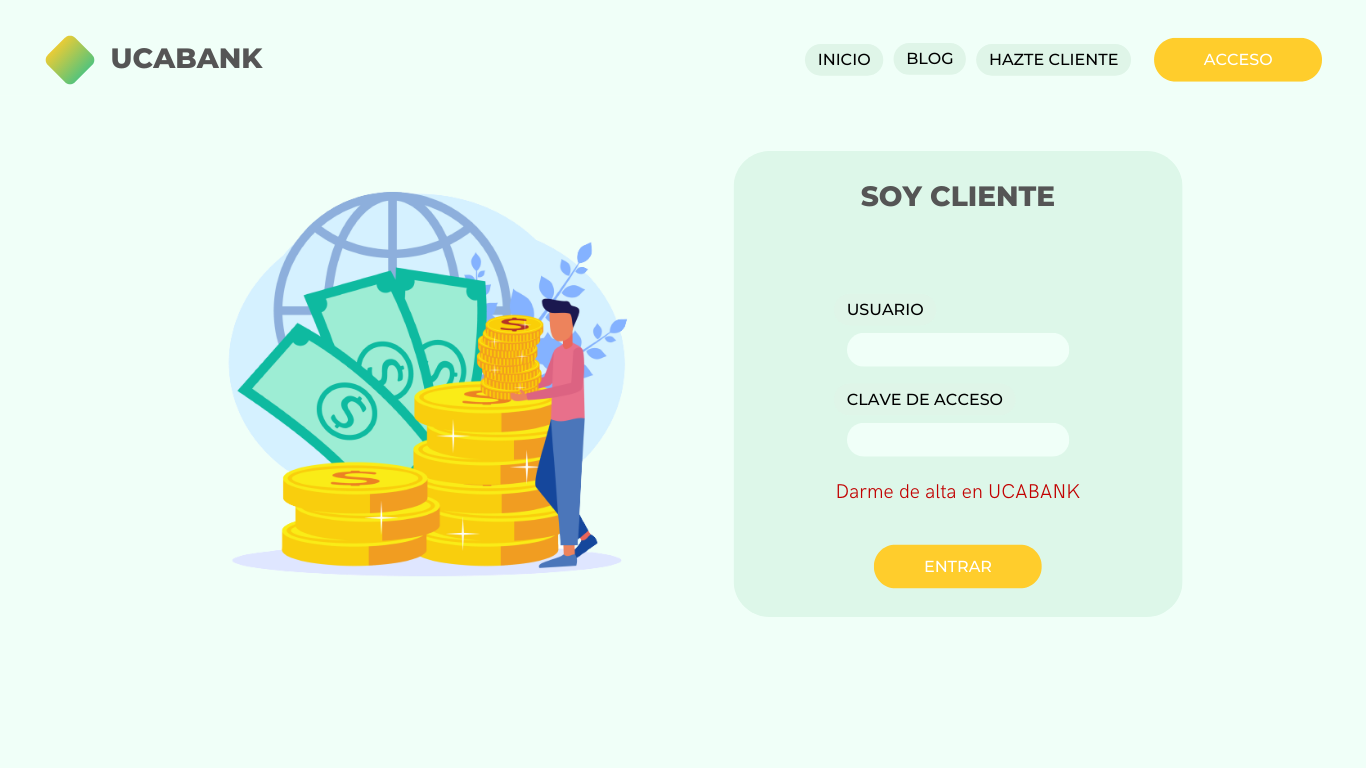 UCABANK
INICIO
BLOG
HAZTE CLIENTE
ACCESO
SOY CLIENTE
USUARIO
CLAVE DE ACCESO
Darme de alta en UCABANK
ENTRAR